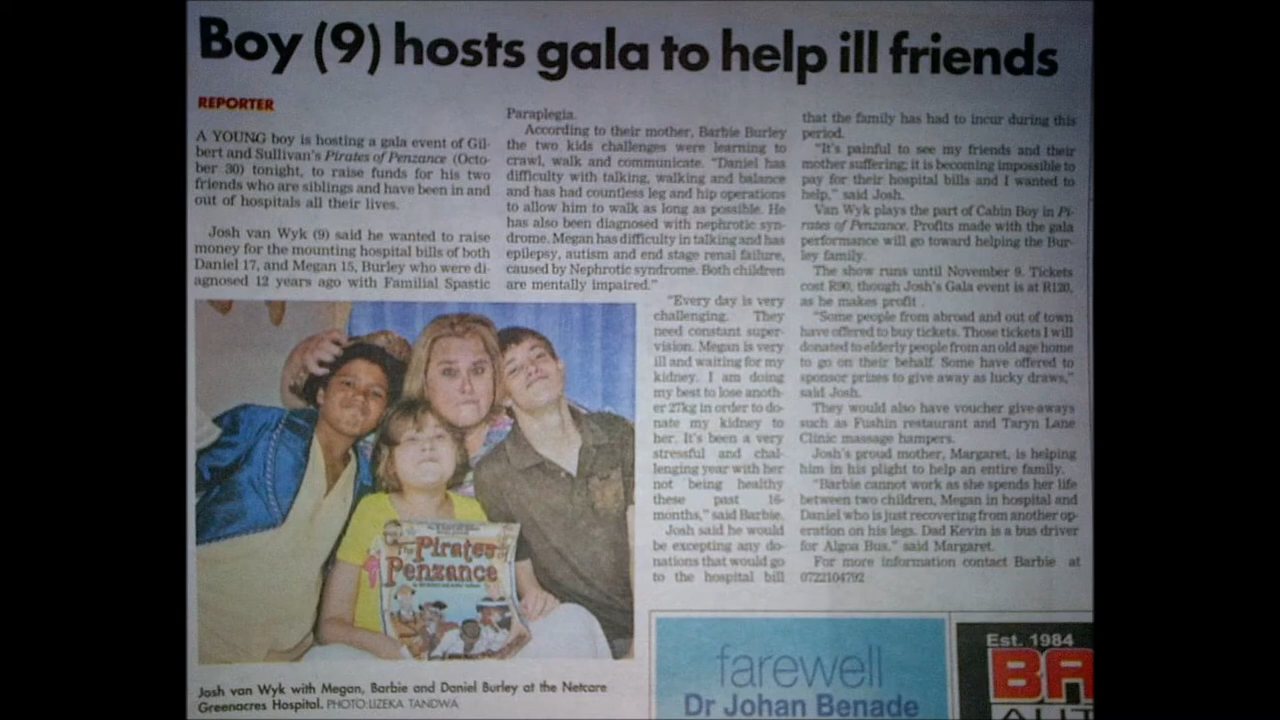 Boy (9) hosts gala to help ill friends
REPORTER
A YOUNG boy is hosting a gala event of Gil-
bert and Sullivan's Pirates of Penzance (Octo-
ber 30) tonight, to raise funds for his two
friends who are siblings and have been in and
out of hospitals all their lives.
Josh van Wyk (9) said he wanted to raise
money for the mounting hospital bills of both
Daniel 17, and Megan 15, Burley who were di-
agnosed 12 years ago with Familial Spastic
Paraplegia.
According to their mother, Barbie Burley
the two kids challenges were learning to
crawl, walk and communicate. "Daniel has
difficulty with talking, walking and balance
and has had countless leg and hip operations
to allow him to walk as long as possible. He
has also been diagnosed with nephrotic syn-
drome. Megan has difficulty in talking and has
epilepsy, autism and end stage renal failure,
caused by Nephrotic syndrome. Both children
are mentally impaired."
"Every day is very
challenging. They
need constant super-
vision. Megan is very
ill and waiting for my
kidney. I am doing
my best to lose anoth-
er 27kg in order to do-
nate my kidney to
her. It's been a very
stressful and chal-
lenging year with her
not being healthy
these past 16-
months," said Barbie.
Josh said he would
be excepting any do-
nations that would go
to the hospital bill
that the family has had to incur during this
period.
"It's painful to see my friends and their
mother suffering; it is becoming impossible to
pay for their hospital bills and I wanted to
help," said Josh.
Van Wyk plays the part of Cabin Boy in Pi-
rates of Penzance. Profits made with the gala
performance will go toward helping the Bur-
ley family.
The show runs until November 9. Tickets
cost R90, though Josh's Gala event is at R120,
as he makes profit .
"Some people from abroad and out of town
have offered to buy tickets. Those tickets I will
donated to elderly people from an old age home
to go on their behalf. Some have offered to
sponsor prizes to give away as lucky draws,"
said Josh.
They would also have voucher give-aways
such as Fushin restaurant and Taryn Lane
Clinic massage hampers.
Josh's proud mother, Margaret, is helping
him in his plight to help an entire family.
"Barbie cannot work as she spends her life
between two children, Megan in hospital and
Daniel who is just recovering from another op-
eration on his legs. Dad Kevin is a bus driver
for Algoa Bus." said Margaret.
For more information contact Barbie at
0722104792
Pirates
Penzance
Josh van Wyk with Megan, Barbie and Daniel Burley at the Netcare
Greenacres Hospital. PHOTO:LIZEKA TANDWA
farewell
Dr Johan Benade
Est. 1984
BA
AUT